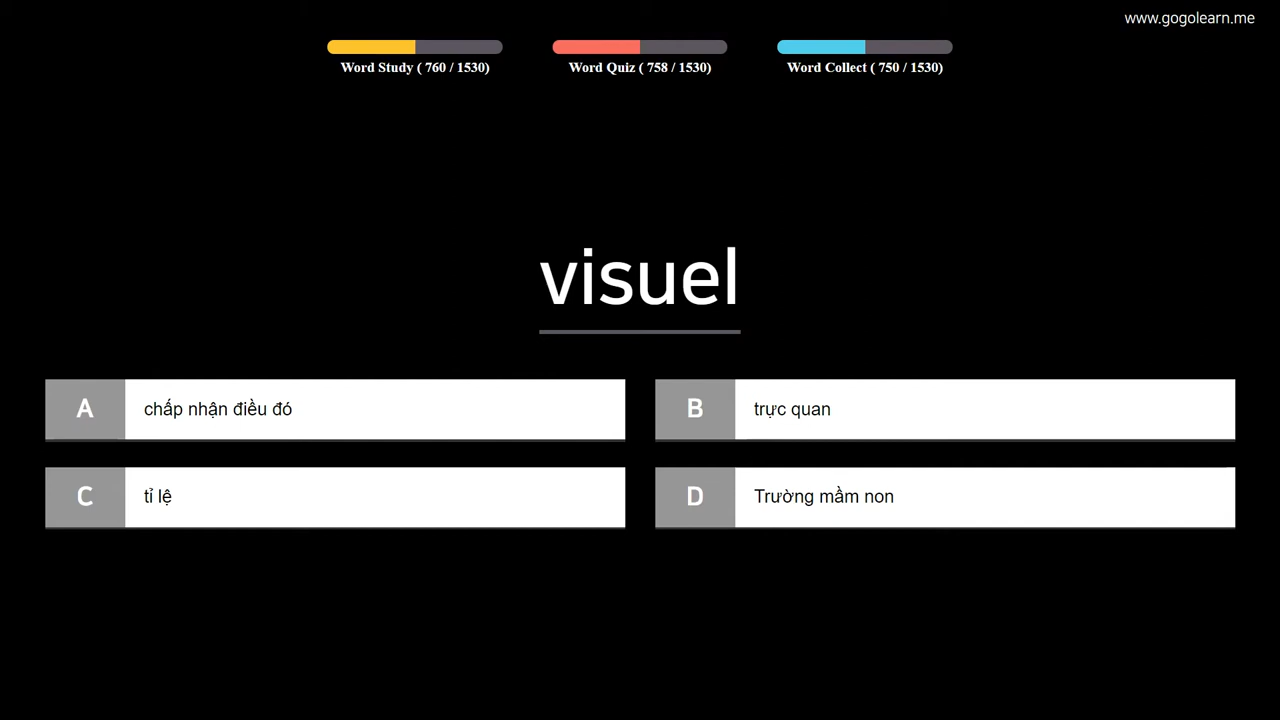 www.gogolearn.me
Word Study ( 760 / 1530)
Word Quiz ( 758 / 1530)
Word Collect ( 750 / 1530)
visuel
A chấp nhận điều đó
B trực quan
C tỉ lệ
D Trường mầm non